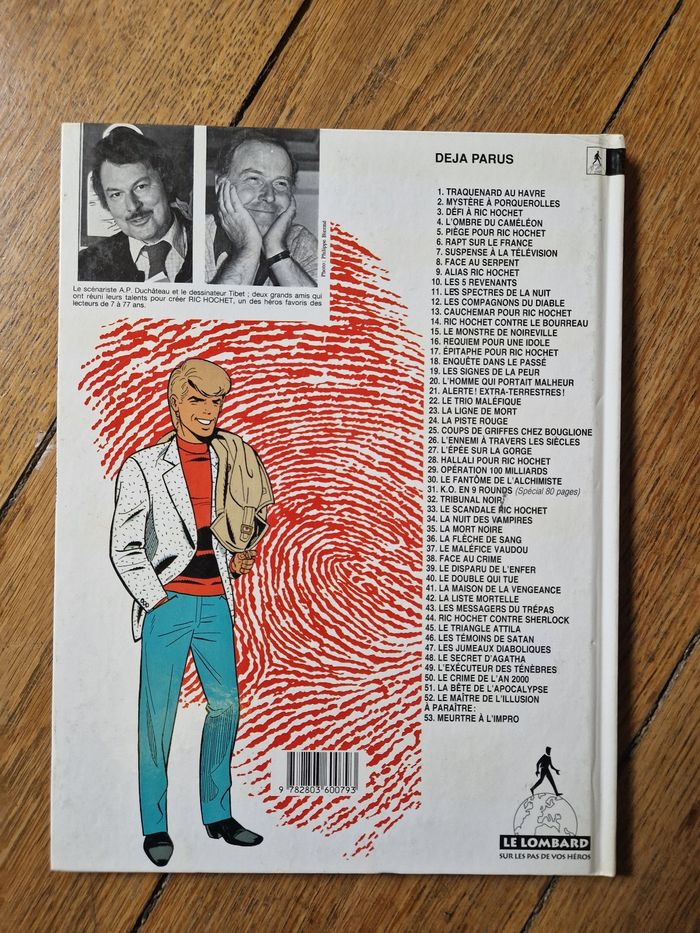 Photo: Philippe Biermé
Le scénariste A.P. Duchâteau et le dessinateur Tibet ; deux grands amis qui
ont réuni leurs talents pour créer RIC HOCHET, un des héros favoris des
lecteurs de 7 à 77 ans.
DEJA PARUS
1. TRAQUENARD AU HAVRE
2. MYSTÈRE À PORQUEROLLES
3. DÉFI À RIC HOCHET
4. L'OMBRE DU CAMÉLÉON
5. PIÈGE POUR RIC HOCHET
6. RAPT SUR LE FRANCE
7. SUSPENSE À LA TÉLÉVISION
8. FACE AU SERPENT
9. ALIAS RIC HOCHET
10. LES 5 REVENANTS
11. LES SPECTRES DE LA NUIT
12. LES COMPAGNONS DU DIABLE
13. CAUCHEMAR POUR RIC HOCHET
14. RIC HOCHET CONTRE LE BOURREAU
15. LE MONSTRE DE NOIREVILLE
16. REQUIEM POUR UNE IDOLE
17. ÉPITAPHE POUR RIC HOCHET
18. ENQUÊTE DANS LE PASSÉ
19. LES SIGNES DE LA PEUR
20. L'HOMME QUI PORTAIT MALHEUR
21. ALERTE ! EXTRA-TERRESTRES !
22. LE TRIO MALÉFIQUE
23. LA LIGNE DE MORT
24. LA PISTE ROUGE
25. COUPS DE GRIFFES CHEZ BOUGLIONE
26. L'ENNEMI À TRAVERS LES SIÈCLES
27. L'ÉPÉE SUR LA GORGE
28. HALLALI POUR RIC HOCHET
29. OPÉRATION 100 MILLIARDS
30. LE FANTÔME DE L'ALCHIMISTE
31. K.O. EN 9 ROUNDS (Spécial 80 pages)
32. TRIBUNAL NOIR
33. LE SCANDALE RIC HOCHET
34. LA NUIT DES VAMPIRES
35. LA MORT NOIRE
36. LA FLÈCHE DE SANG
37. LE MALÉFICE VAUDOU
38. FACE AU CRIME
39. LE DISPARU DE L'ENFER
40. LE DOUBLE QUI TUE
41. LA MAISON DE LA VENGEANCE
42. LA LISTE MORTELLE
43. LES MESSAGERS DU TRÉPAS
44. RIC HOCHET CONTRE SHERLOCK
45. LE TRIANGLE ATTILA
46. LES TÉMOINS DE SATAN
47. LES JUMEAUX DIABOLIQUES
48. LE SECRET D'AGATHA
49. L'EXÉCUTEUR DES TÉNÈBRES
50. LE CRIME DE L'AN 2000
51. LA BÊTE DE L'APOCALYPSE
52. LE MAÎTRE DE L'ILLUSION
À PARAÎTRE :
53. MEURTRE À L'IMPRO
9 782803 600793
LE LOMBARD
SUR LES PAS DE VOS HÉROS